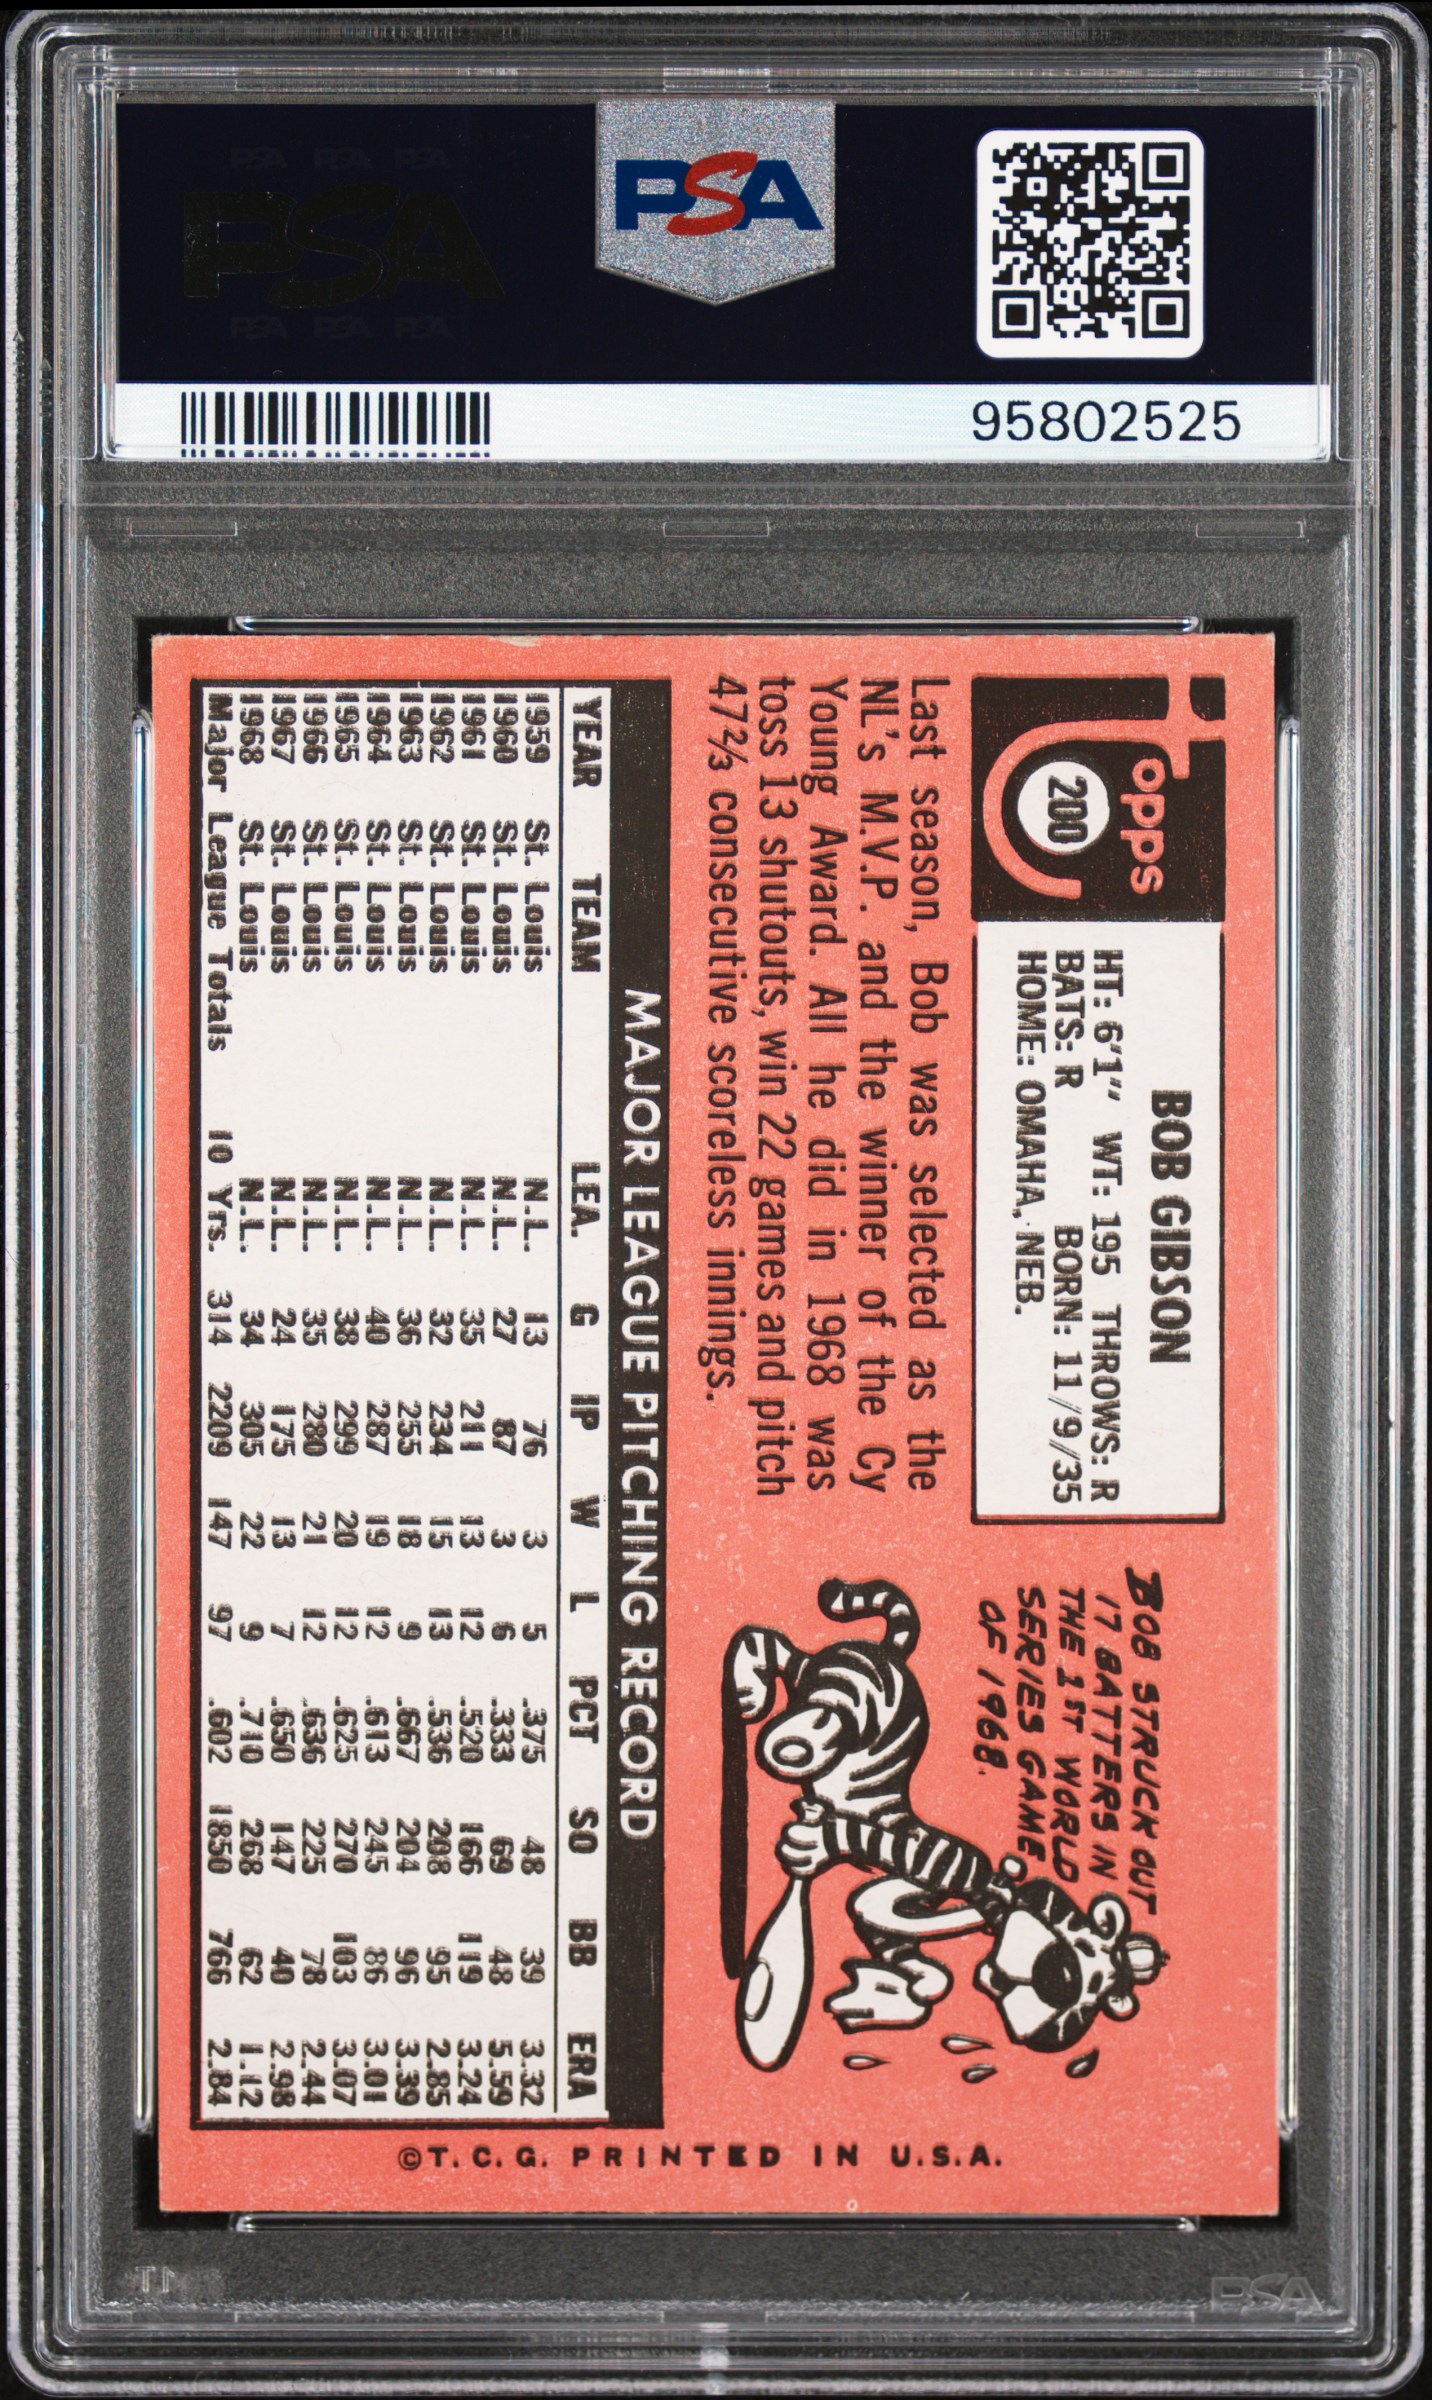 PSA PSA PSA
PSA
PSA PSA PSA
PSA
95802525
Topps
200
BOB GIBSON
HT: 6'1" WT: 195 THROWS: R
BATS: R BORN: 11/9/35
HOME: OMAHA, NEB.
Last season, Bob was selected as the
NL's M.V.P. and the winner of the Cy
Young Award. All he did in 1968 was
toss 13 shutouts, win 22 games and pitch
47⅔ consecutive scoreless innings.
BOB STRUCK OUT
17 BATTERS IN
THE 1ST WORLD
SERIES GAME
OF 1968.
MAJOR LEAGUE PITCHING RECORD
YEAR TEAM LEA. G IP W L PCT SO BB ERA
1959 St. Louis N.L. 13 76 3 5 .375 48 39 3.32
1960 St. Louis N.L. 27 87 3 6 .333 69 48 5.59
1961 St. Louis N.L. 35 211 13 12 .520 166 119 3.24
1962 St. Louis N.L. 32 234 15 13 .536 208 95 2.85
1963 St. Louis N.L. 36 255 18 9 .667 204 96 3.39
1964 St. Louis N.L. 40 287 19 12 .613 245 86 3.01
1965 St. Louis N.L. 38 299 20 12 .625 270 103 3.07
1966 St. Louis N.L. 35 280 21 12 .636 225 78 2.44
1967 St. Louis N.L. 24 175 13 7 .650 147 40 2.98
1968 St. Louis N.L. 34 305 22 9 .710 268 62 1.12
Major League Totals 10 Yrs. 314 2209 147 97 .602 1850 766 2.84
©T.C.G. PRINTED IN U.S.A.
PSA